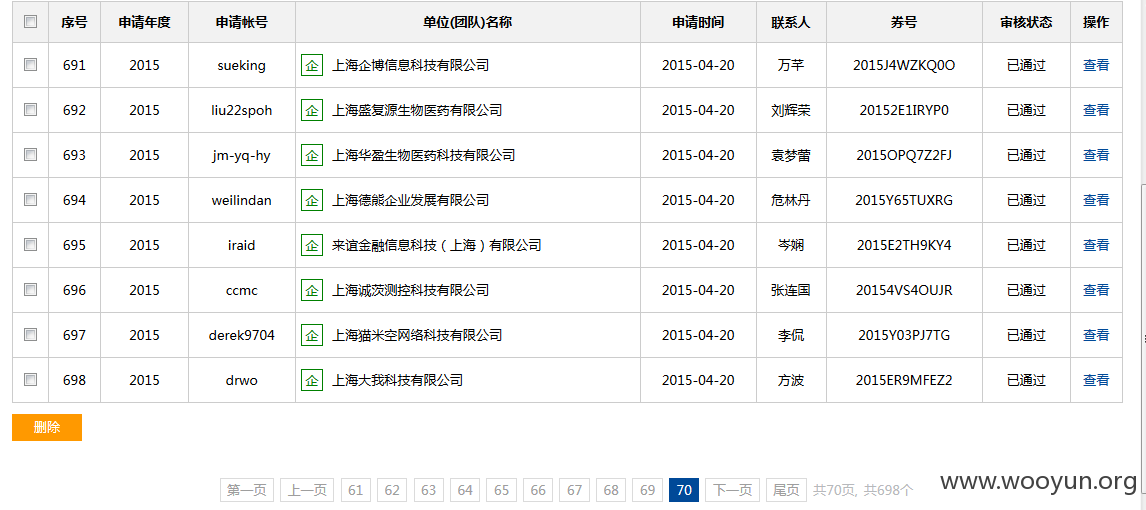 序号 申请年度 申请帐号 单位(团队)名称 申请时间 联系人 券号 审核状态 操作
691 2015 sueking 企 上海企博信息科技有限公司 2015-04-20 万芊 2015J4WZKQ0O 已通过 查看
692 2015 liu22spoh 企 上海盛复源生物医药有限公司 2015-04-20 刘辉荣 20152E1IRYP0 已通过 查看
693 2015 jm-yq-hy 企 上海华盈生物医药科技有限公司 2015-04-20 袁梦蕾 2015OPQ7Z2FJ 已通过 查看
694 2015 weilindan 企 上海德能企业发展有限公司 2015-04-20 危林丹 2015Y65TUXRG 已通过 查看
695 2015 iraid 企 来谊金融信息科技（上海）有限公司 2015-04-20 岑娴 2015E2TH9KY4 已通过 查看
696 2015 ccmc 企 上海诚茨测控科技有限公司 2015-04-20 张连国 20154VS4OUJR 已通过 查看
697 2015 derek9704 企 上海猫米空网络科技有限公司 2015-04-20 李侃 2015Y03PJ7TG 已通过 查看
698 2015 drwo 企 上海大我科技有限公司 2015-04-20 方波 2015ER9MFEZ2 已通过 查看
删除
第一页 上一页 61 62 63 64 65 66 67 68 69 70 下一页 尾页 共70页, 共698个
www.wooyun.org